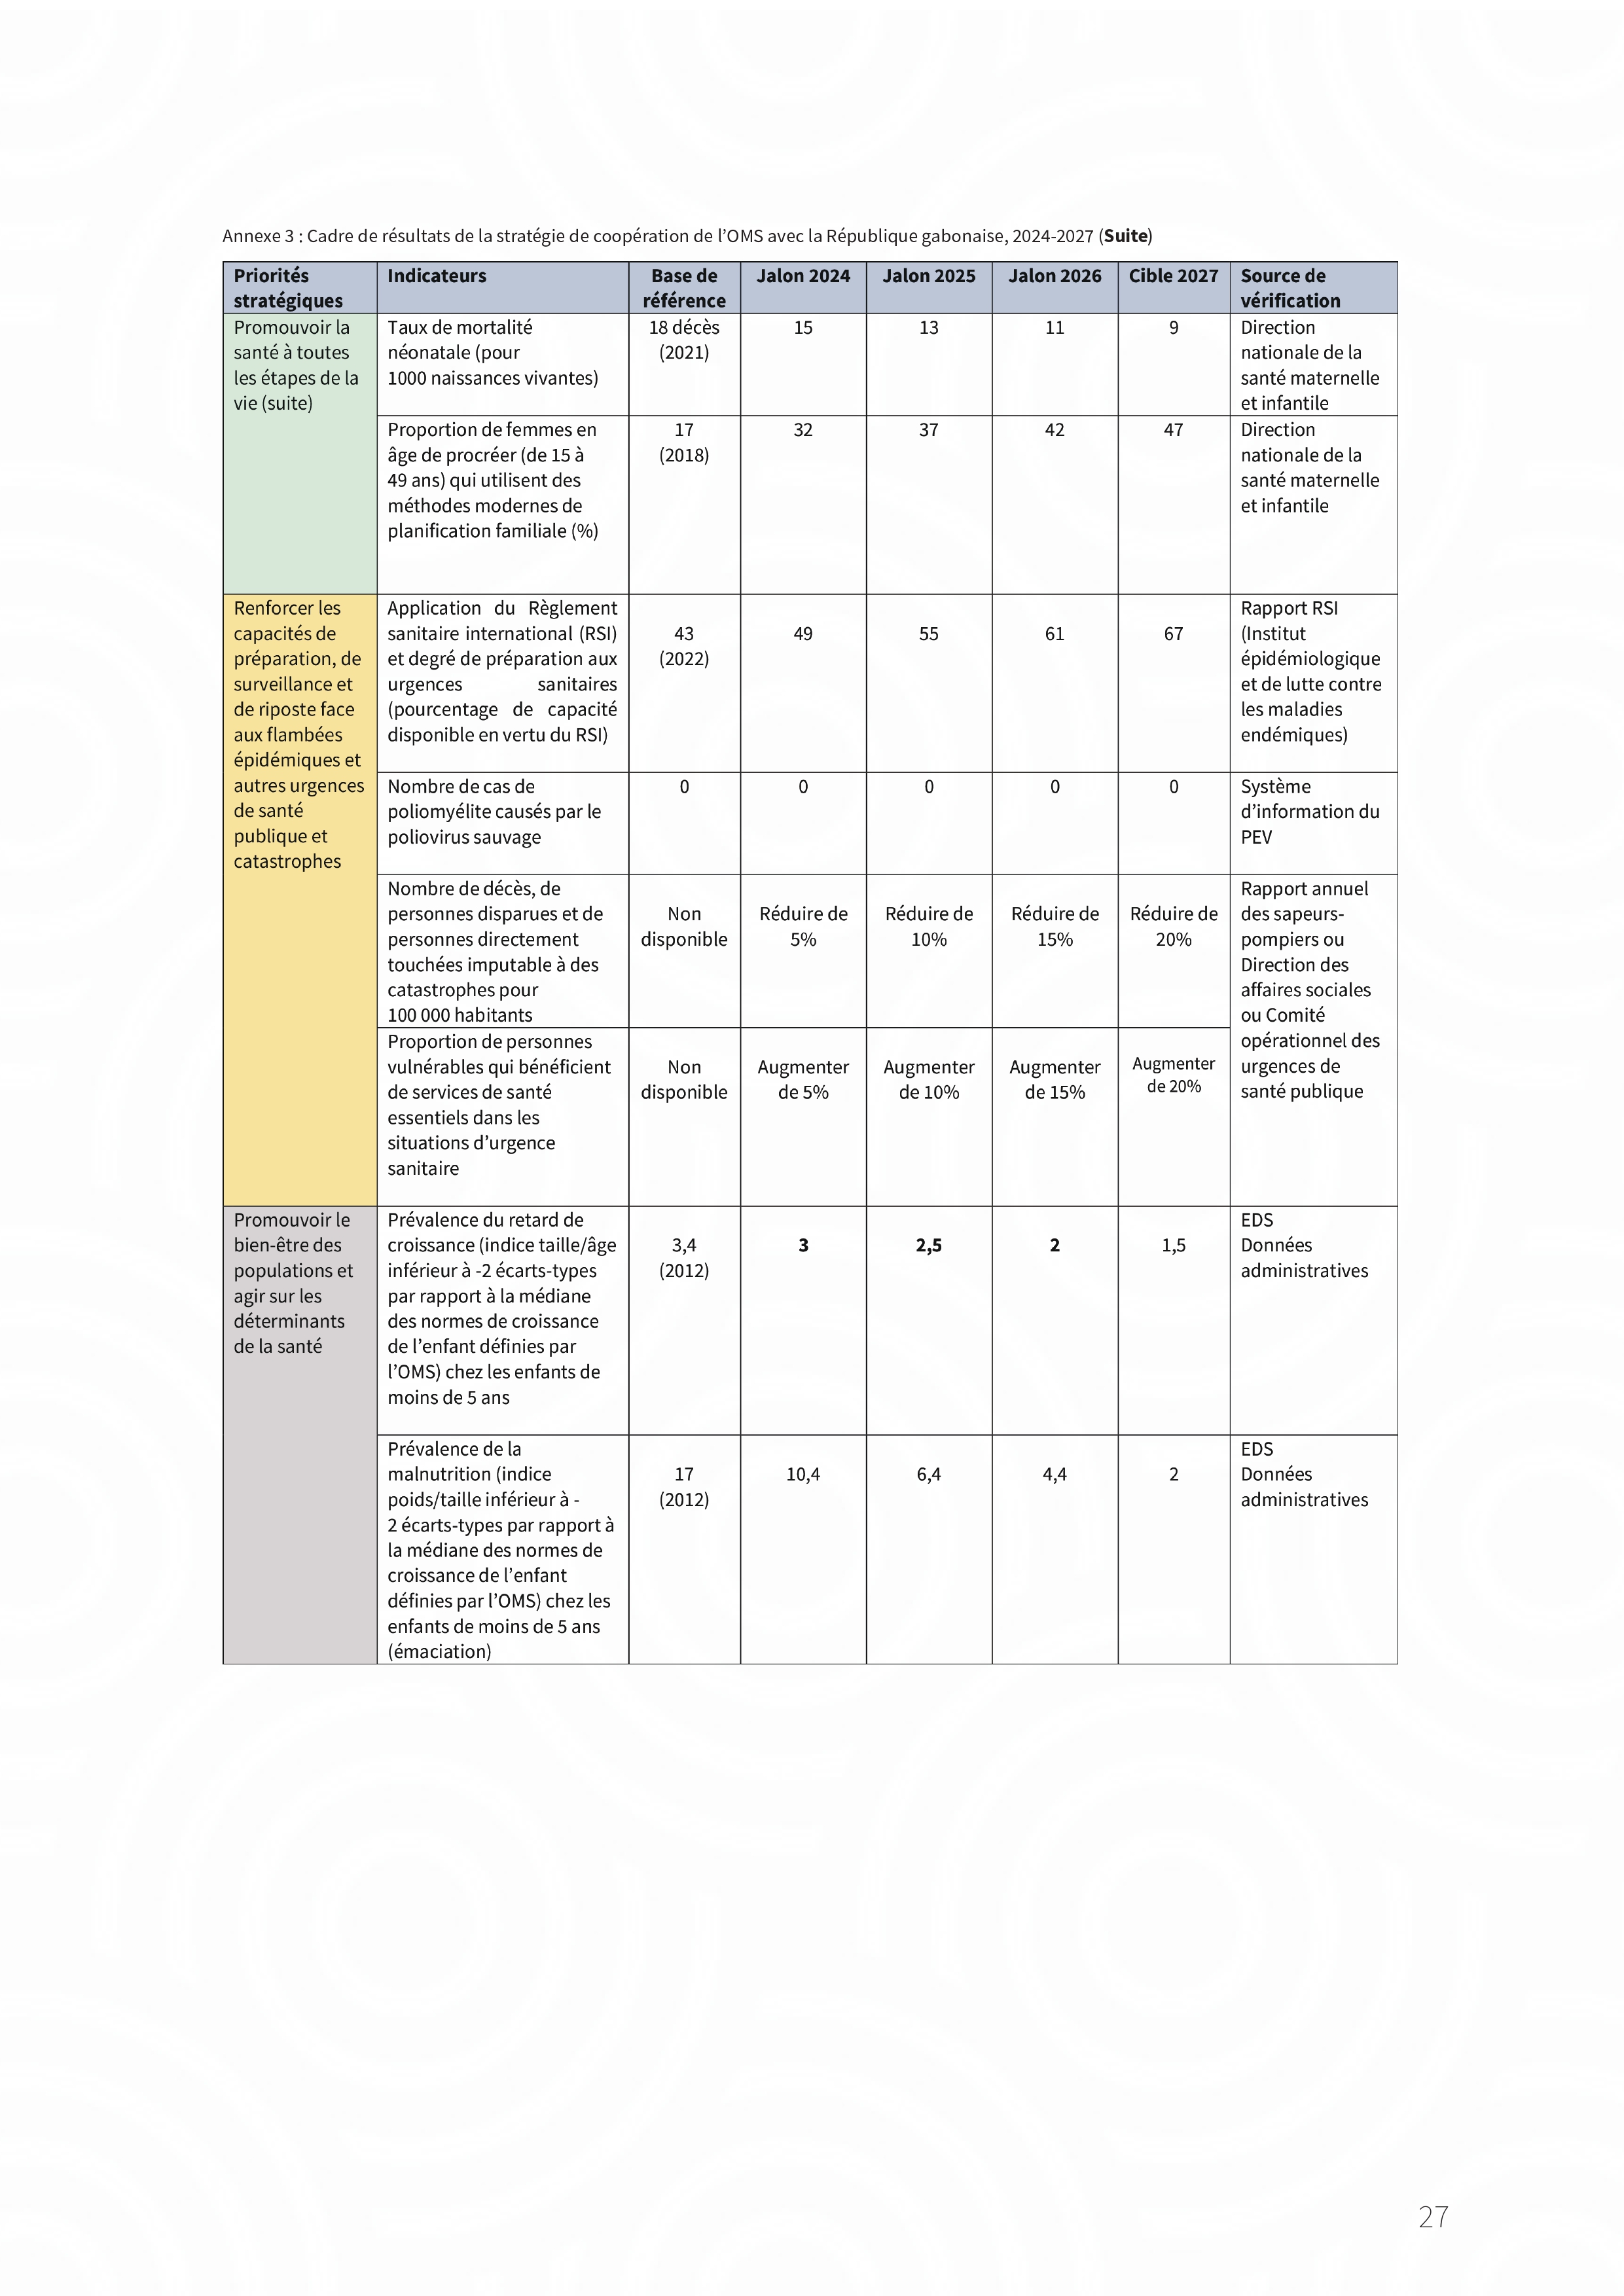 Annexe 3 : Cadre de résultats de la stratégie de coopération de l’OMS avec la République gabonaise, 2024-2027 (Suite)
Priorités
stratégiques
Indicateurs
Base de
référence
Jalon 2024
Jalon 2025
Jalon 2026
Cible 2027
Source de
vérification
Promouvoir la
santé à toutes
les étapes de la
vie (suite)
Taux de mortalité
néonatale (pour
1000 naissances vivantes)
18 décès
(2021)
15
13
11
9
Direction
nationale de la
santé maternelle
et infantile
Proportion de femmes en
âge de procréer (de 15 à
49 ans) qui utilisent des
méthodes modernes de
planification familiale (%)
17
(2018)
32
37
42
47
Direction
nationale de la
santé maternelle
et infantile
Renforcer les
capacités de
préparation, de
surveillance et
de riposte face
aux flambées
épidémiques et
autres urgences
de santé
publique et
catastrophes
Application du Règlement
sanitaire international (RSI)
et degré de préparation aux
urgences sanitaires
(pourcentage de capacité
disponible en vertu du RSI)
43
(2022)
49
55
61
67
Rapport RSI
(Institut
épidémiologique
et de lutte contre
les maladies
endémiques)
Nombre de cas de
poliomyélite causés par le
poliovirus sauvage
0
0
0
0
0
Système
d’information du
PEV
Nombre de décès, de
personnes disparues et de
personnes directement
touchées imputable à des
catastrophes pour
100 000 habitants
Non
disponible
Réduire de
5%
Réduire de
10%
Réduire de
15%
Réduire de
20%
Rapport annuel
des sapeurs-
pompiers ou
Direction des
affaires sociales
ou Comité
opérationnel des
urgences de
santé publique
Proportion de personnes
vulnérables qui bénéficient
de services de santé
essentiels dans les
situations d’urgence
sanitaire
Non
disponible
Augmenter
de 5%
Augmenter
de 10%
Augmenter
de 15%
Augmenter
de 20%
Promouvoir le
bien-être des
populations et
agir sur les
déterminants
de la santé
Prévalence du retard de
croissance (indice taille/âge
inférieur à -2 écarts-types
par rapport à la médiane
des normes de croissance
de l’enfant définies par
l’OMS) chez les enfants de
moins de 5 ans
3,4
(2012)
3
2,5
2
1,5
EDS
Données
administratives
Prévalence de la
malnutrition (indice
poids/taille inférieur à -
2 écarts-types par rapport à
la médiane des normes de
croissance de l’enfant
définies par l’OMS) chez les
enfants de moins de 5 ans
(émaciation)
17
(2012)
10,4
6,4
4,4
2
EDS
Données
administratives
27